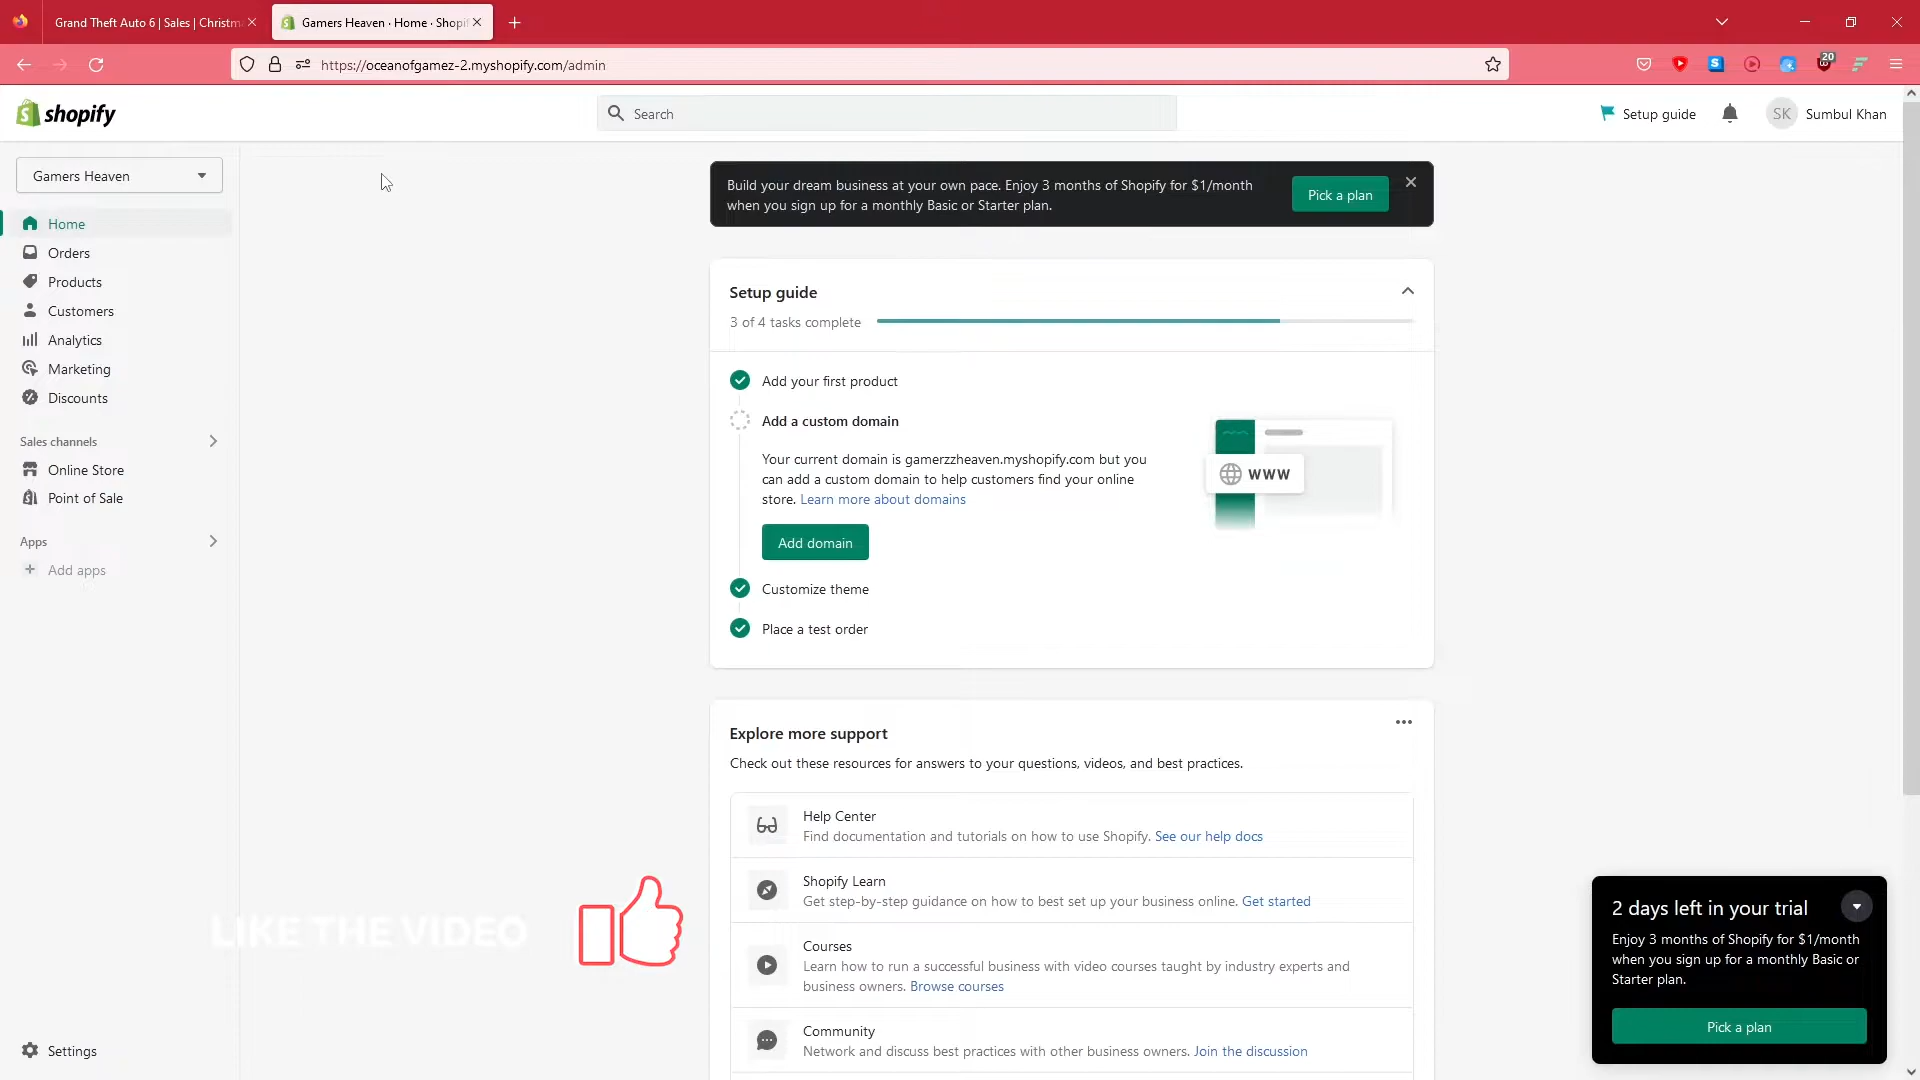 Grand Theft Auto 6 | Sales | Christm
Gamers Heaven · Home · Shopif
https://oceanofgamez-2.myshopify.com/admin
20
shopify
Search
Setup guide
SK
Sumbul Khan
Gamers Heaven
Home
Orders
Products
Customers
Analytics
Marketing
Discounts
Sales channels
Online Store
Point of Sale
Apps
Add apps
Settings
Build your dream business at your own pace. Enjoy 3 months of Shopify for $1/month
when you sign up for a monthly Basic or Starter plan.
Pick a plan
Setup guide
3 of 4 tasks complete
Add your first product
Add a custom domain
Your current domain is gamerzzheaven.myshopify.com but you
can add a custom domain to help customers find your online
store. Learn more about domains
Add domain
WWW
Customize theme
Place a test order
Explore more support
Check out these resources for answers to your questions, videos, and best practices.
Help Center
Find documentation and tutorials on how to use Shopify. See our help docs
Shopify Learn
Get step-by-step guidance on how to best set up your business online. Get started
Courses
Learn how to run a successful business with video courses taught by industry experts and
business owners. Browse courses
Community
Network and discuss best practices with other business owners. Join the discussion
LIKE THE VIDEO
2 days left in your trial
Enjoy 3 months of Shopify for $1/month
when you sign up for a monthly Basic or
Starter plan.
Pick a plan